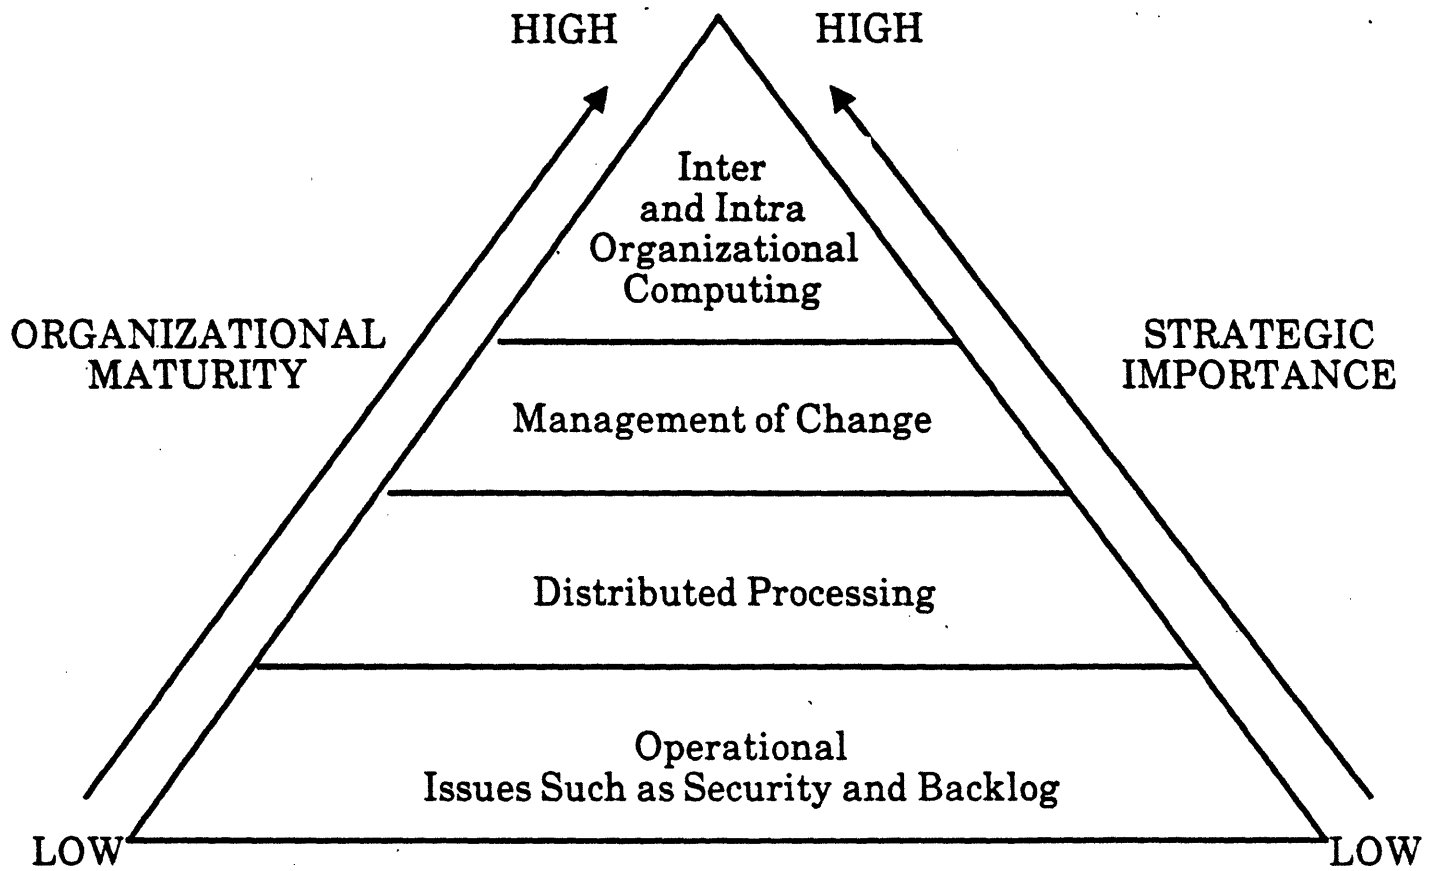 HIGH
HIGH
Inter
and Intra
Organizational
Computing
ORGANIZATIONAL
MATURITY
STRATEGIC
IMPORTANCE
Management of Change
Distributed Processing
Operational
Issues Such as Security and Backlog
LOW
LOW